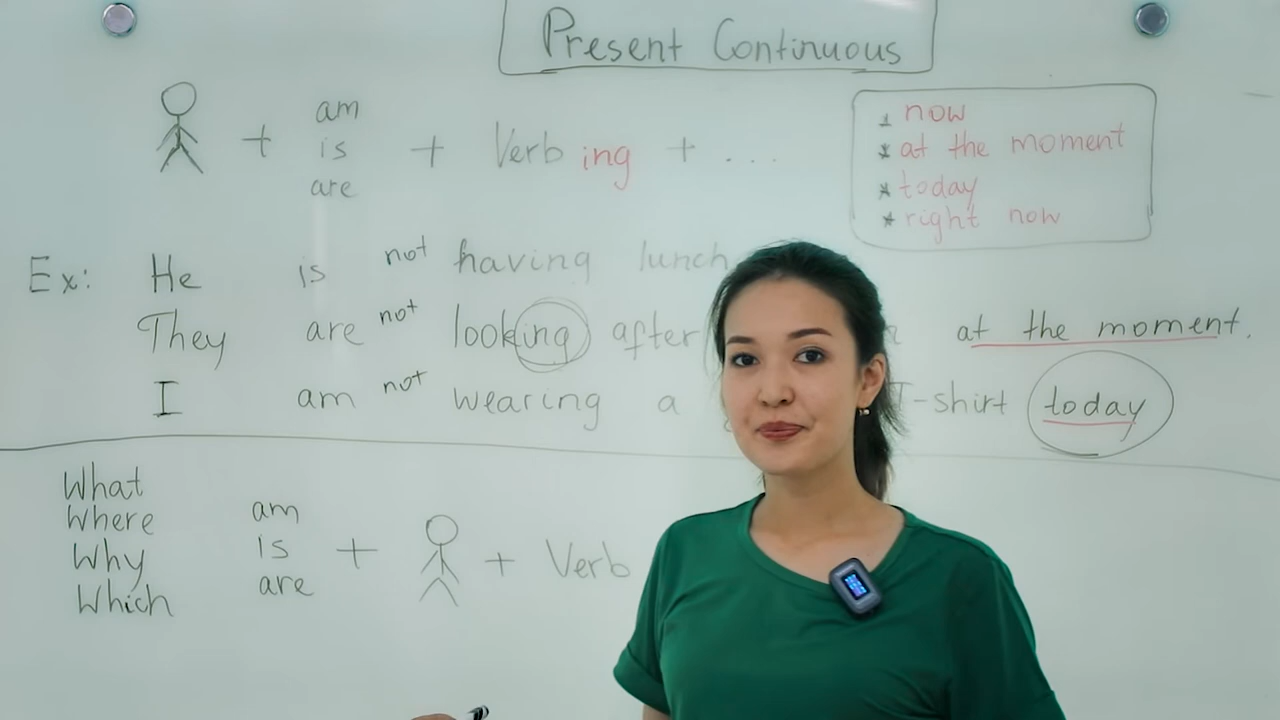 Present Continuous
+ am is are + Verb ing + ...
* now
* at the moment
* today
* right now
Ex: He is not having lunch
They are not looking after at the moment.
I am not wearing a T-shirt today
What
Where
Why
Which
am is are + + Verb